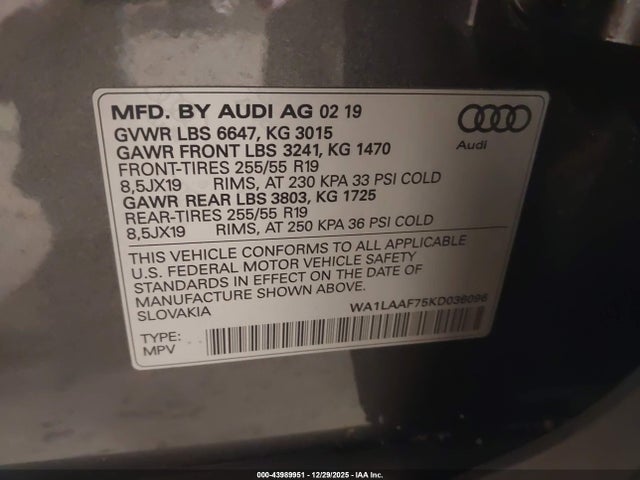 MFD. BY AUDI AG 02 19
GVWR LBS 6647, KG 3015
GAWR FRONT LBS 3241, KG 1470
FRONT-TIRES 255/55 R19
8,5JX19 RIMS, AT 230 KPA 33 PSI COLD
GAWR REAR LBS 3803, KG 1725
REAR-TIRES 255/55 R19
8,5JX19 RIMS, AT 250 KPA 36 PSI COLD
THIS VEHICLE CONFORMS TO ALL APPLICABLE
U.S. FEDERAL MOTOR VEHICLE SAFETY
STANDARDS IN EFFECT ON THE DATE OF
MANUFACTURE SHOWN ABOVE.
SLOVAKIA
WA1LAAF75KD036096
TYPE:
MPV
Audi
000-43989951 - 12/29/2025 - IAA Inc.